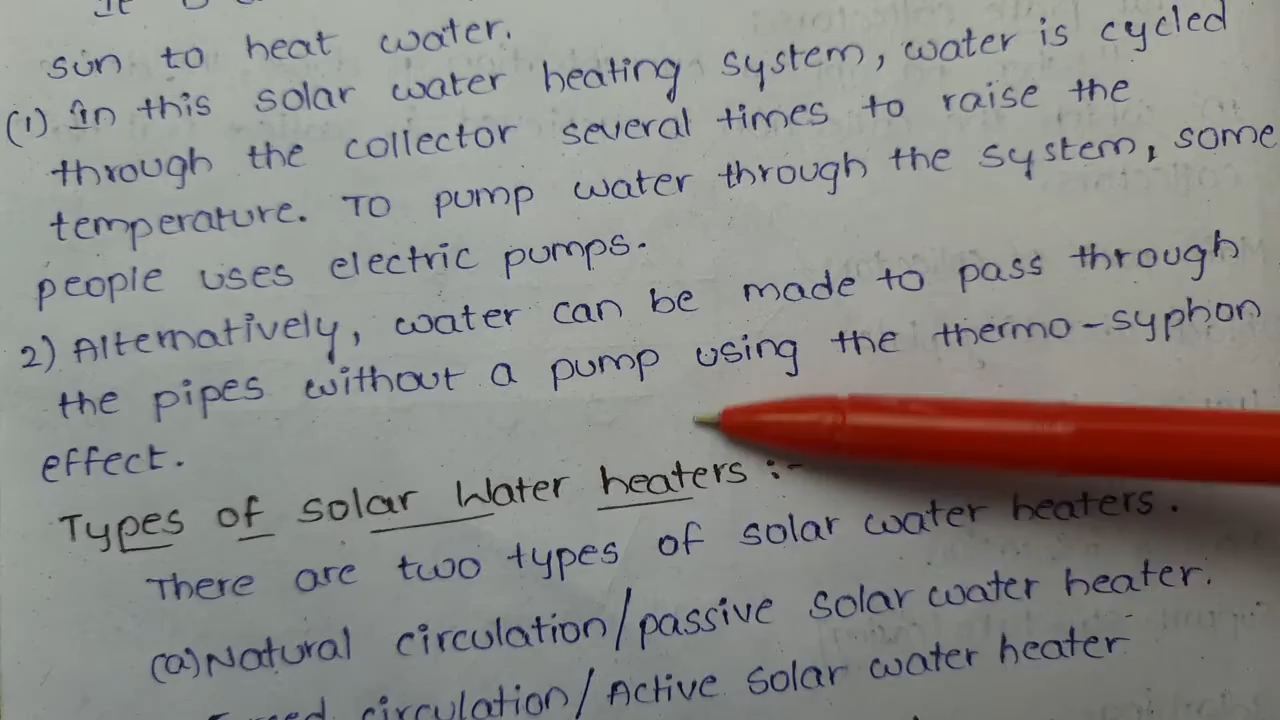 sun to heat water.
(1) In this solar water heating system, water is cycled
through the collector several times to raise the
temperature. To pump water through the system, some
people uses electric pumps.
2) Alternatively, water can be made to pass through
the pipes without a pump using the thermo-syphon
effect.
Types of solar Water heaters :-
There are two types of solar water heaters.
(a) Natural circulation/passive solar water heater.
circulation/Active solar water heater